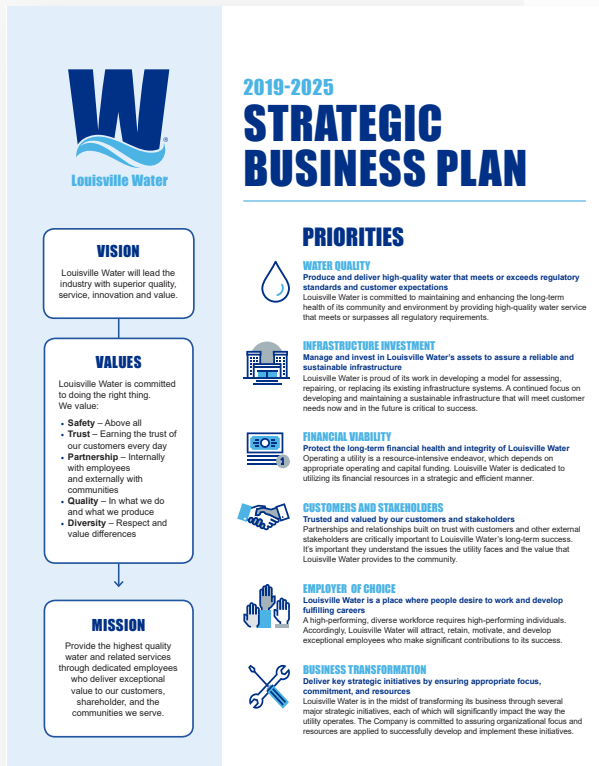 W
®
Louisville Water
VISION
Louisville Water will lead the
industry with superior quality,
service, innovation and value.
VALUES
Louisville Water is committed
to doing the right thing.
We value:
• Safety – Above all
• Trust – Earning the trust of
our customers every day
• Partnership – Internally
with employees
and externally with
communities
• Quality – In what we do
and what we produce
• Diversity – Respect and
value differences
MISSION
Provide the highest quality
water and related services
through dedicated employees
who deliver exceptional
value to our customers,
shareholder, and the
communities we serve.
2019-2025
STRATEGIC
BUSINESS PLAN
PRIORITIES
WATER QUALITY
Produce and deliver high-quality water that meets or exceeds regulatory
standards and customer expectations
Louisville Water is committed to maintaining and enhancing the long-term
health of its community and environment by providing high-quality water service
that meets or surpasses all regulatory requirements.
INFRASTRUCTURE INVESTMENT
Manage and invest in Louisville Water's assets to assure a reliable and
sustainable infrastructure
Louisville Water is proud of its work in developing a model for assessing,
repairing, or replacing its existing infrastructure systems. A continued focus on
developing and maintaining a sustainable infrastructure that will meet customer
needs now and in the future is critical to success.
FINANCIAL VIABILITY
Protect the long-term financial health and integrity of Louisville Water
Operating a utility is a resource-intensive endeavor, which depends on
appropriate operating and capital funding. Louisville Water is dedicated to
utilizing its financial resources in a strategic and efficient manner.
1
CUSTOMERS AND STAKEHOLDERS
Trusted and valued by our customers and stakeholders
Partnerships and relationships built on trust with customers and other external
stakeholders are critically important to Louisville Water's long-term success.
It's important they understand the issues the utility faces and the value that
Louisville Water provides to the community.
EMPLOYER OF CHOICE
Louisville Water is a place where people desire to work and develop
fulfilling careers
A high-performing, diverse workforce requires high-performing individuals.
Accordingly, Louisville Water will attract, retain, motivate, and develop
exceptional employees who make significant contributions to its success.
BUSINESS TRANSFORMATION
Deliver key strategic initiatives by ensuring appropriate focus,
commitment, and resources
Louisville Water is in the midst of transforming its business through several
major strategic initiatives, each of which will significantly impact the way the
utility operates. The Company is committed to assuring organizational focus and
resources are applied to successfully develop and implement these initiatives.